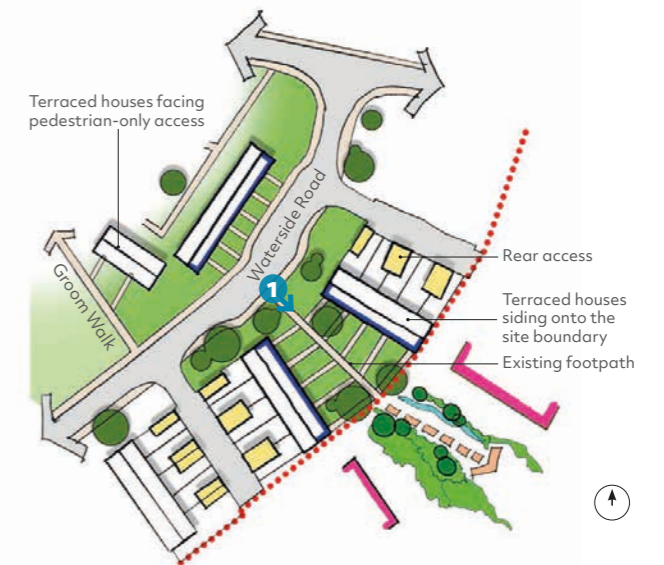 Terraced houses facing
pedestrian-only access
Waterside Road
Groom Walk
1
Rear access
Terraced houses
siding onto the
site boundary
Existing footpath